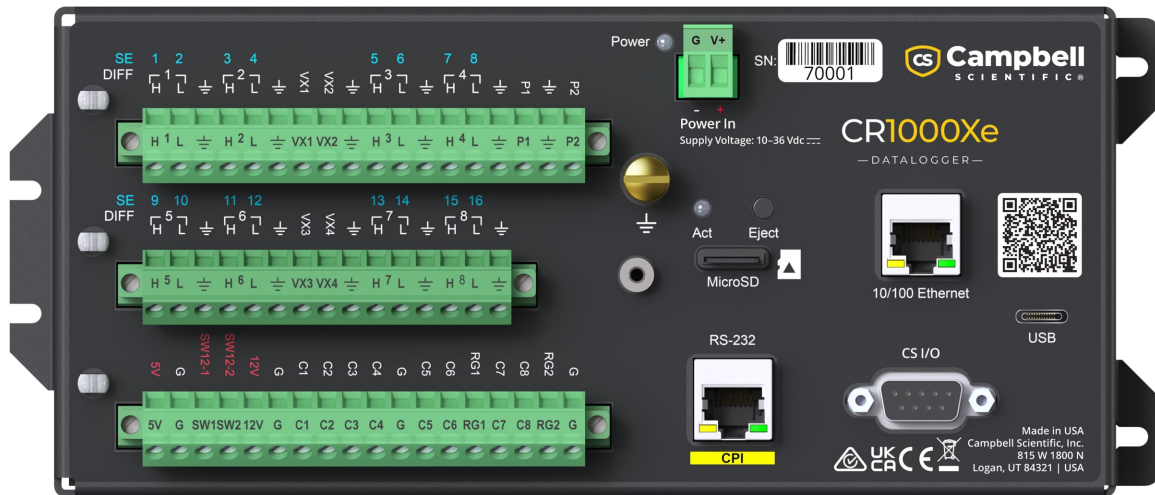 SE 1 2 3 4 5 6 7 8
DIFF 1 2 3 4
H L H L VX1 VX2 H L H L P1 P2
H 1 L H 2 L VX1 VX2 H 3 L H 4 L P1 P2
SE 9 10 11 12 13 14 15 16
DIFF 5 6 7 8
H L H L VX3 VX4 H L H L
H 5 L H 6 L VX3 VX4 H 7 L H 8 L
5V G SW12-1 SW12-2 12V G C1 C2 C3 C4 G C5 C6 RG1 C7 C8 RG2 G
5V G SW1 SW2 12V G C1 C2 C3 C4 G C5 C6 RG1 C7 C8 RG2 G
Power
G V+
- +
Power In
Supply Voltage: 10–36 Vdc
SN:
70001
CS Campbell
SCIENTIFIC®
CR1000Xe
—DATALOGGER—
Act Eject
MicroSD
10/100 Ethernet
USB
RS-232
CPI
CS I/O
UK
CA CE
Made in USA
Campbell Scientific, Inc.
815 W 1800 N
Logan, UT 84321 | USA